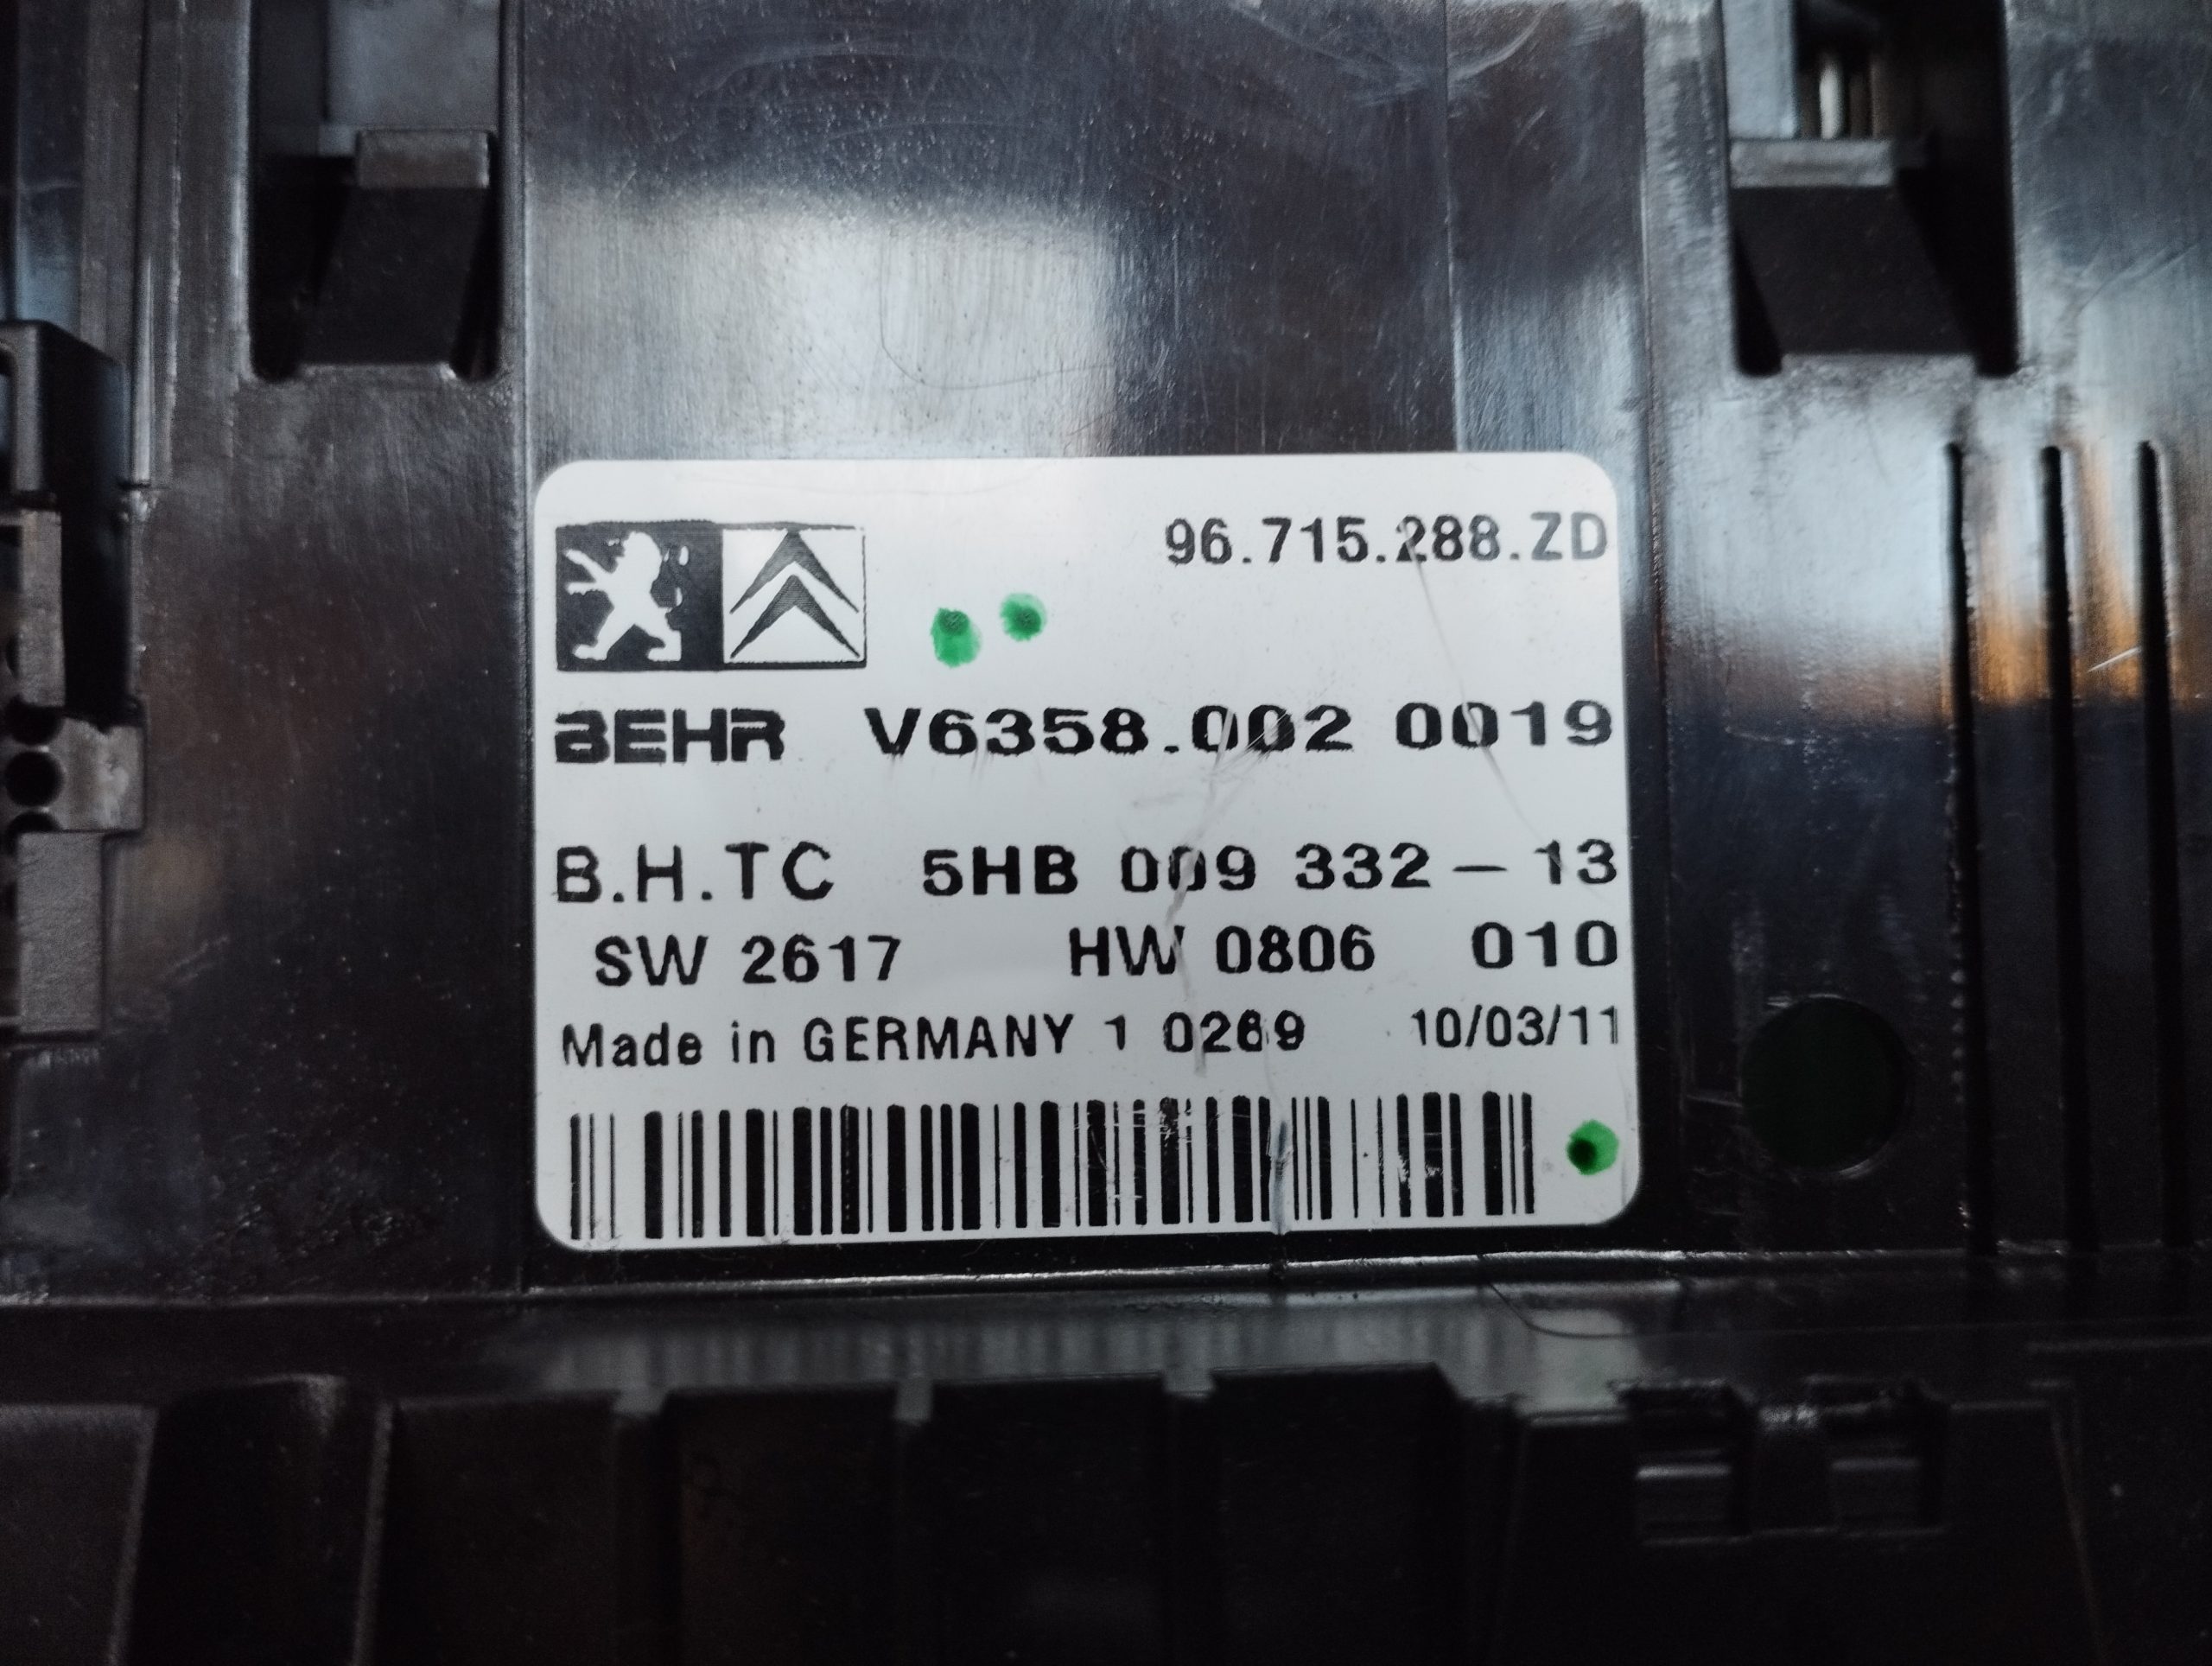 96.715.288.ZD
BEHR V6358.002 0019
B.H.TC 5HB 009 332-13
SW 2617 HW 0806 010
Made in GERMANY 1 0269 10/03/11